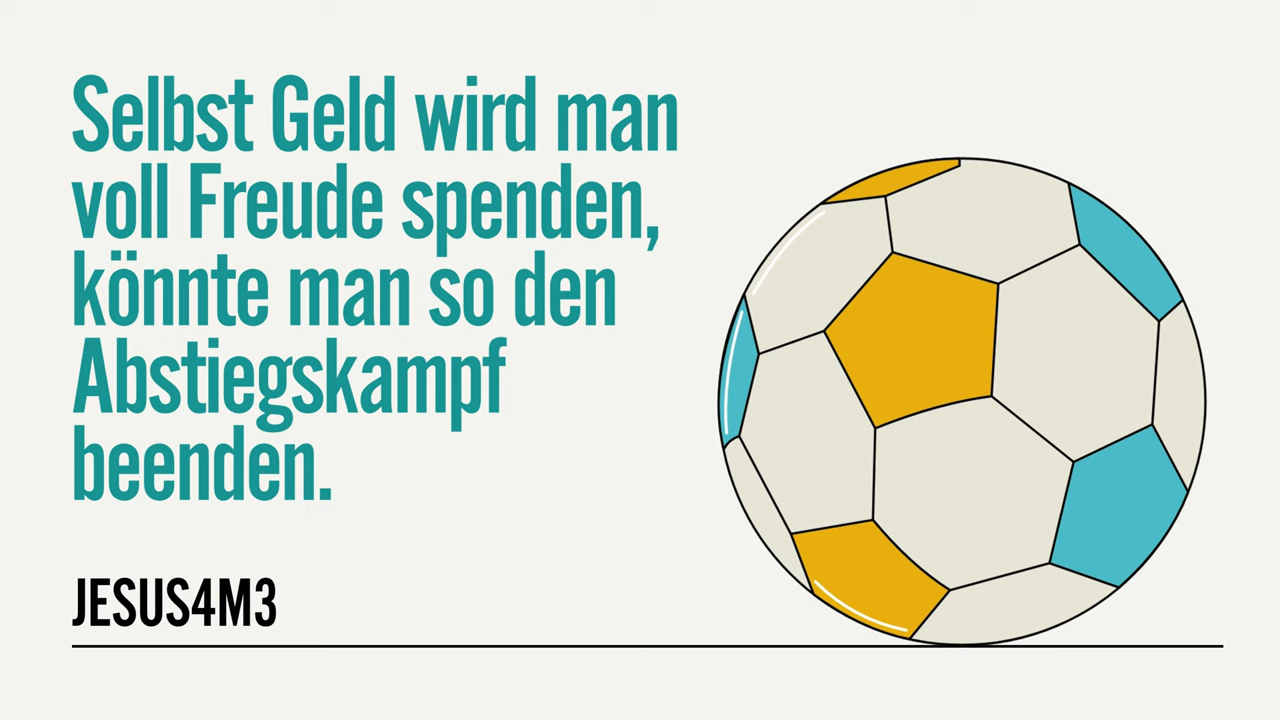 Selbst Geld wird man
voll Freude spenden,
könnte man so den
Abstiegskampf
beenden.
JESUS4M3